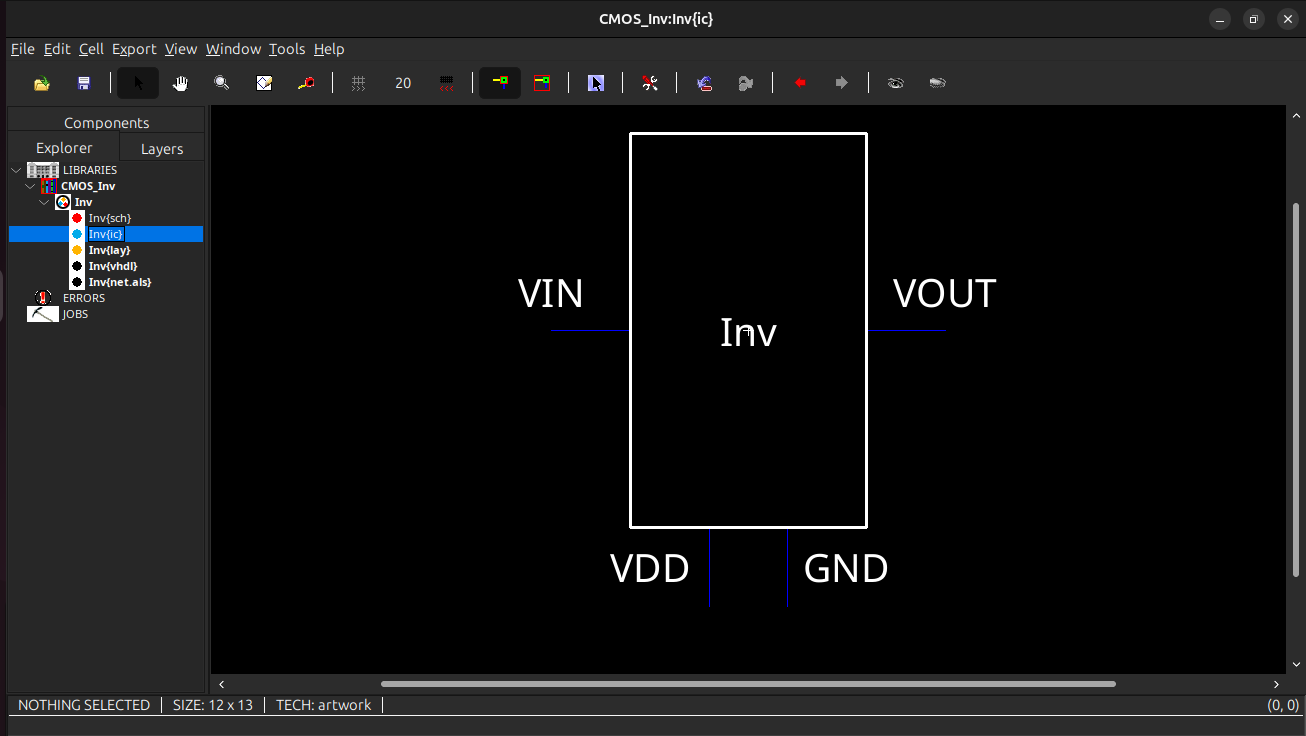 CMOS_Inv:Inv{ic}
File Edit Cell Export View Window Tools Help
20
Components
Explorer Layers
LIBRARIES
CMOS_Inv
Inv
Inv{sch}
Inv{ic}
Inv{lay}
Inv{vhdl}
Inv{net.als}
ERRORS
JOBS
VIN VOUT
Inv
VDD GND
NOTHING SELECTED SIZE: 12 x 13 TECH: artwork (0, 0)